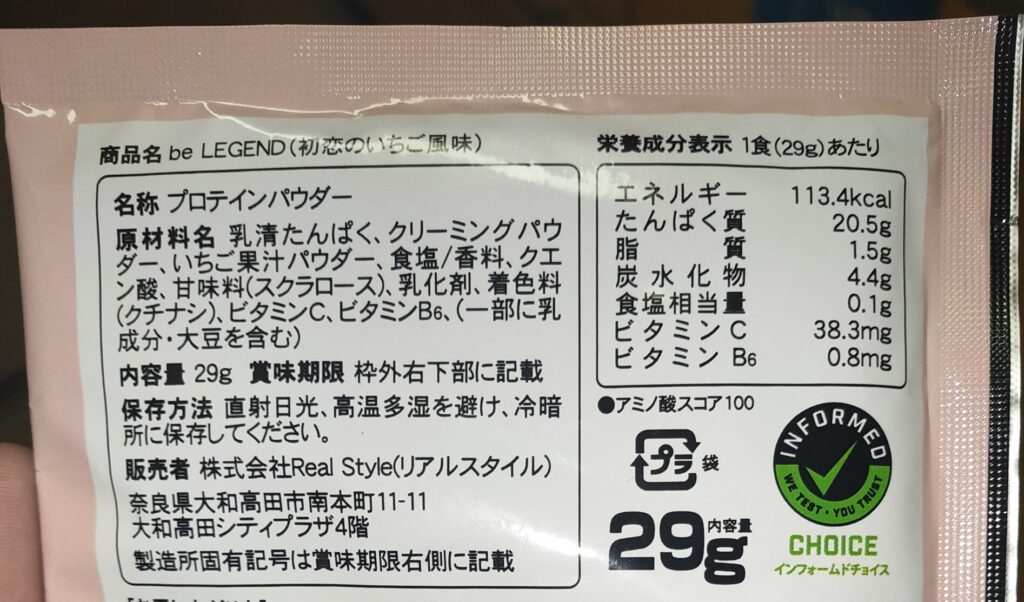 商品名 be LEGEND(初恋のいちご風味)
名称 プロテインパウダー
原材料名 乳清たんぱく、クリーミングパウ
ダー、いちご果汁パウダー、食塩/香料、クエ
ン酸、甘味料(スクラロース)、乳化剤、着色料
(クチナシ)、ビタミンC、ビタミンB6、(一部に乳
成分・大豆を含む)
内容量 29g 賞味期限 枠外右下部に記載
保存方法 直射日光、高温多湿を避け、冷暗
所に保存してください。
販売者 株式会社Real Style(リアルスタイル)
奈良県大和高田市南本町11-11
大和高田シティプラザ4階
製造所固有記号は賞味期限右側に記載
栄養成分表示 1食(29g)あたり
エネルギー 113.4kcal
たんぱく質 20.5g
脂質 1.5g
炭水化物 4.4g
食塩相当量 0.1g
ビタミンC 38.3mg
ビタミンB6 0.8mg
●アミノ酸スコア100
プラ 袋
内容量
29g
INFORMED
WE TEST・YOU TRUST
CHOICE
インフォームドチョイス